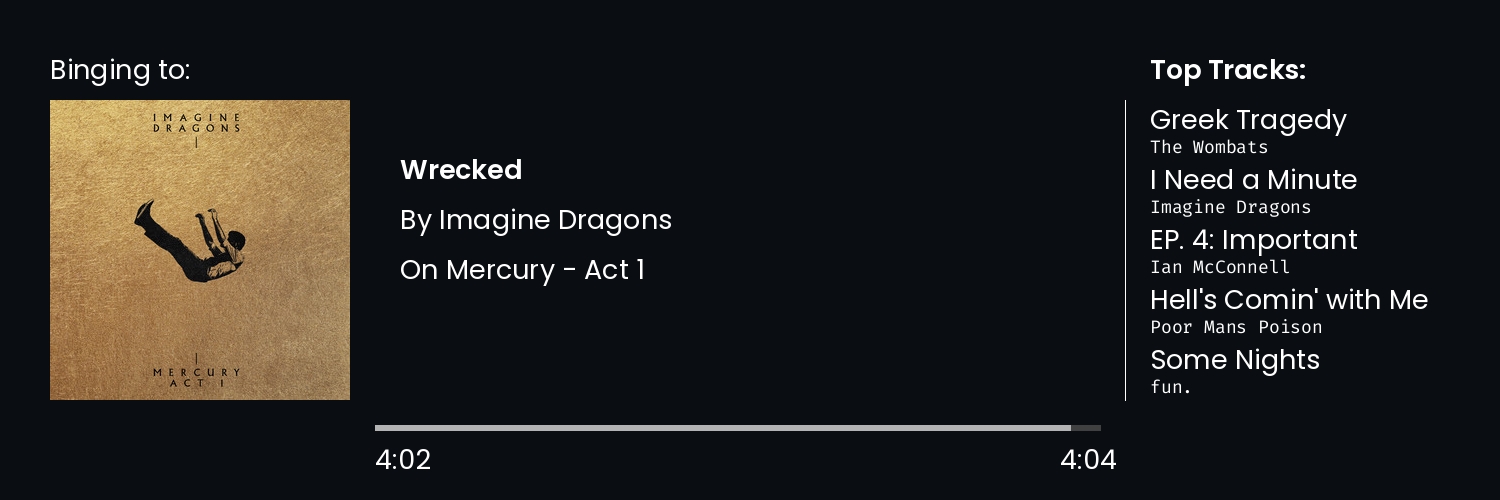 Binging to:
IMAGINE
DRAGONS
MERCURY
ACT I
Wrecked
By Imagine Dragons
On Mercury - Act 1
4:02
4:04
Top Tracks:
Greek Tragedy
The Wombats
I Need a Minute
Imagine Dragons
EP. 4: Important
Ian McConnell
Hell's Comin' with Me
Poor Mans Poison
Some Nights
fun.